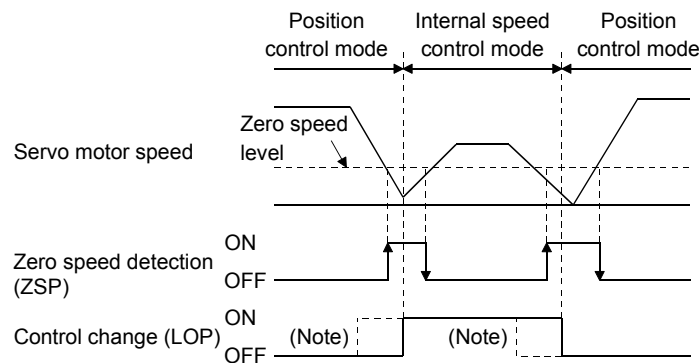 Position
control mode
Internal speed
control mode
Position
control mode
Servo motor speed
Zero speed
level
Zero speed detection
(ZSP)
ON
OFF
Control change (LOP)
ON
OFF
(Note)
(Note)